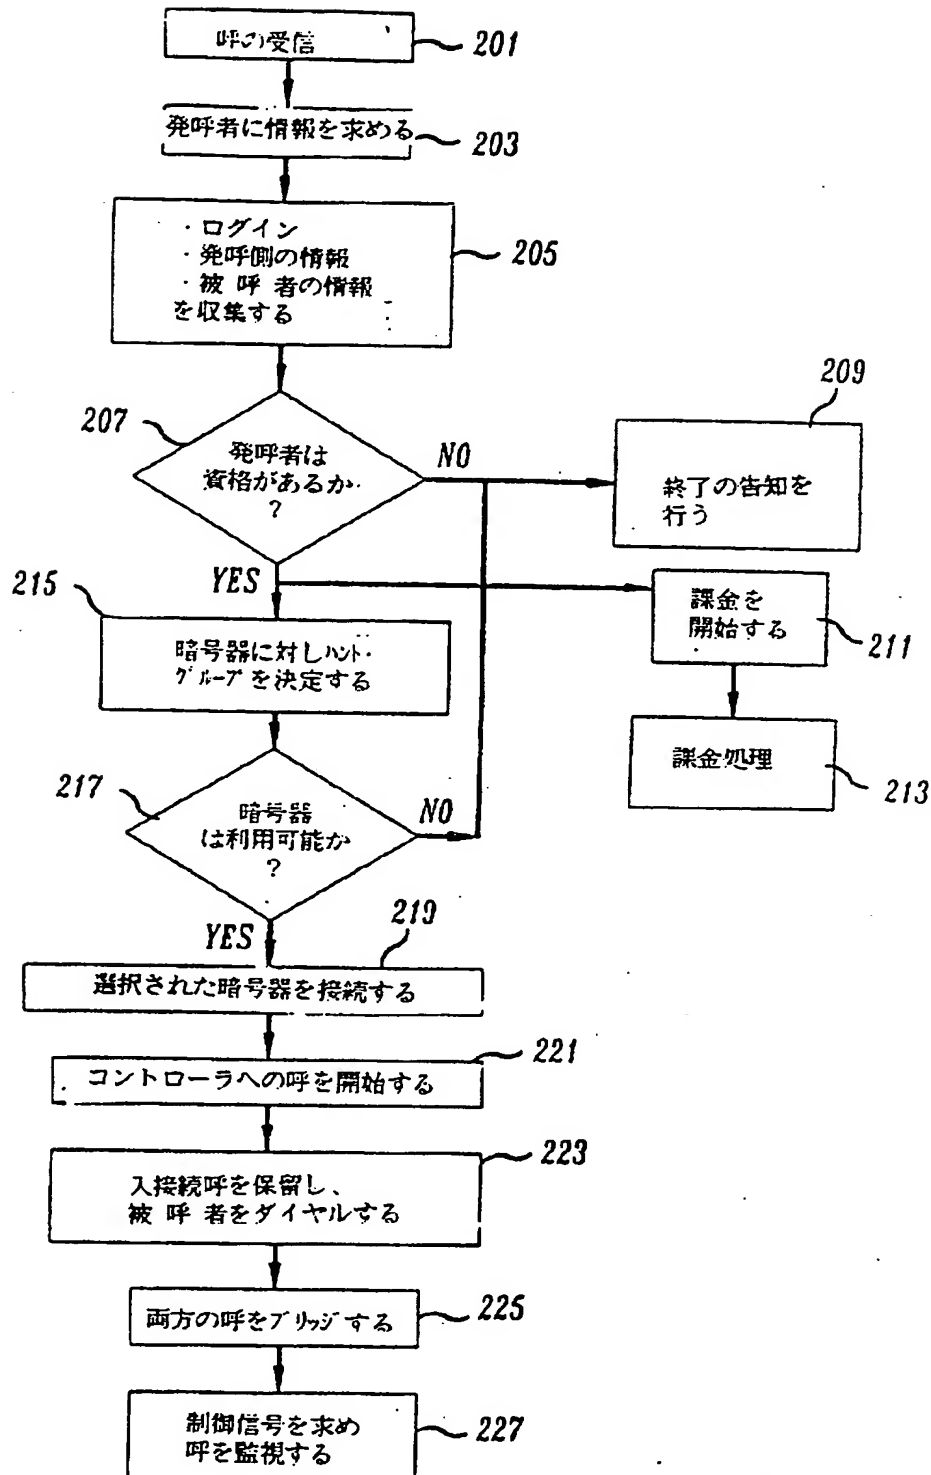 呼の受信
201
発呼者に情報を求める
203
・ログイン
・発呼側の情報
・被 呼 者の情報
を収集する
205
207
発呼者は
資格があるか
?
NO
209
終了の告知を
行う
YES
215
暗号器に対しハント・
グループを決定する
課金を
開始する
211
217
暗号器
は利用可能か
?
NO
課金処理
213
YES
219
選択された暗号器を接続する
221
コントローラへの呼を開始する
223
入接続呼を保留し、
被 呼 者をダイヤルする
両方の呼をブリッジする
225
制御信号を求め
呼を監視する
227